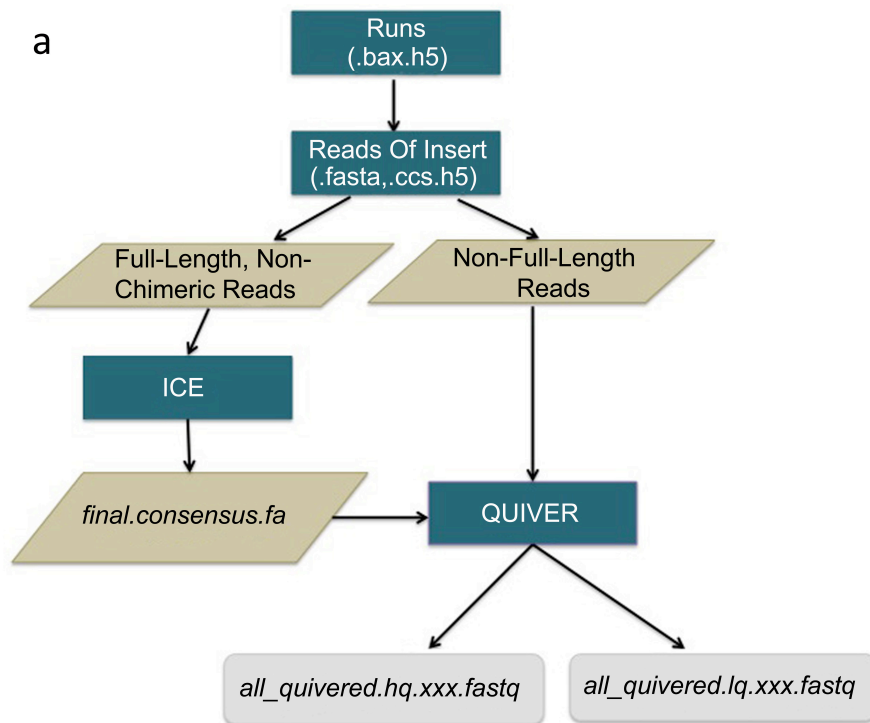 a
Runs
(.bax.h5)
Reads Of Insert
(.fasta,.ccs.h5)
Full-Length, Non-
Chimeric Reads
Non-Full-Length
Reads
ICE
final.consensus.fa
QUIVER
all_quivered.hq.xxx.fastq
all_quivered.lq.xxx.fastq